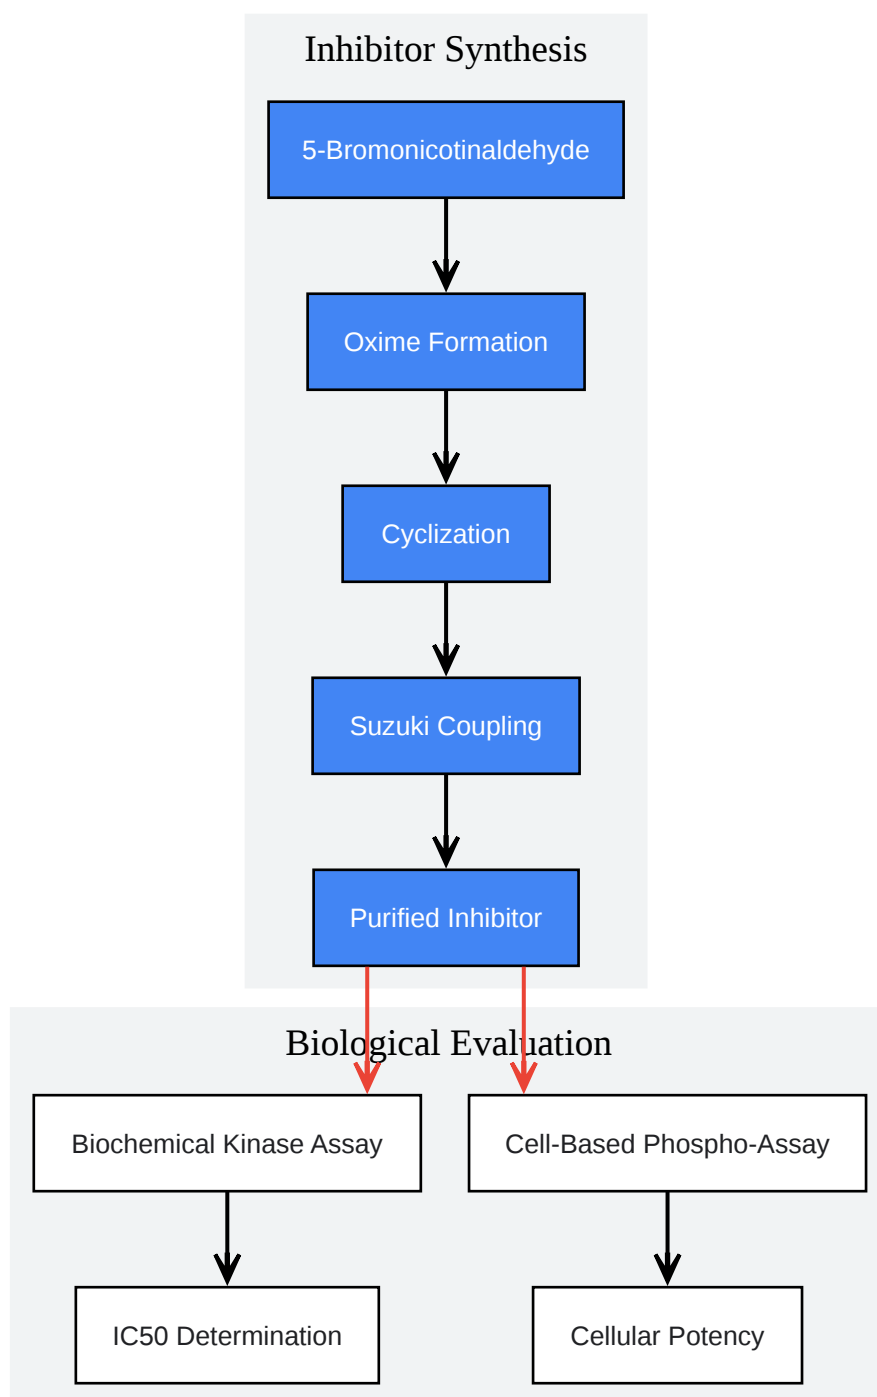 Inhibitor Synthesis
5-Bromonicotinaldehyde
Oxime Formation
Cyclization
Suzuki Coupling
Purified Inhibitor
Biological Evaluation
Biochemical Kinase Assay
Cell-Based Phospho-Assay
IC50 Determination
Cellular Potency